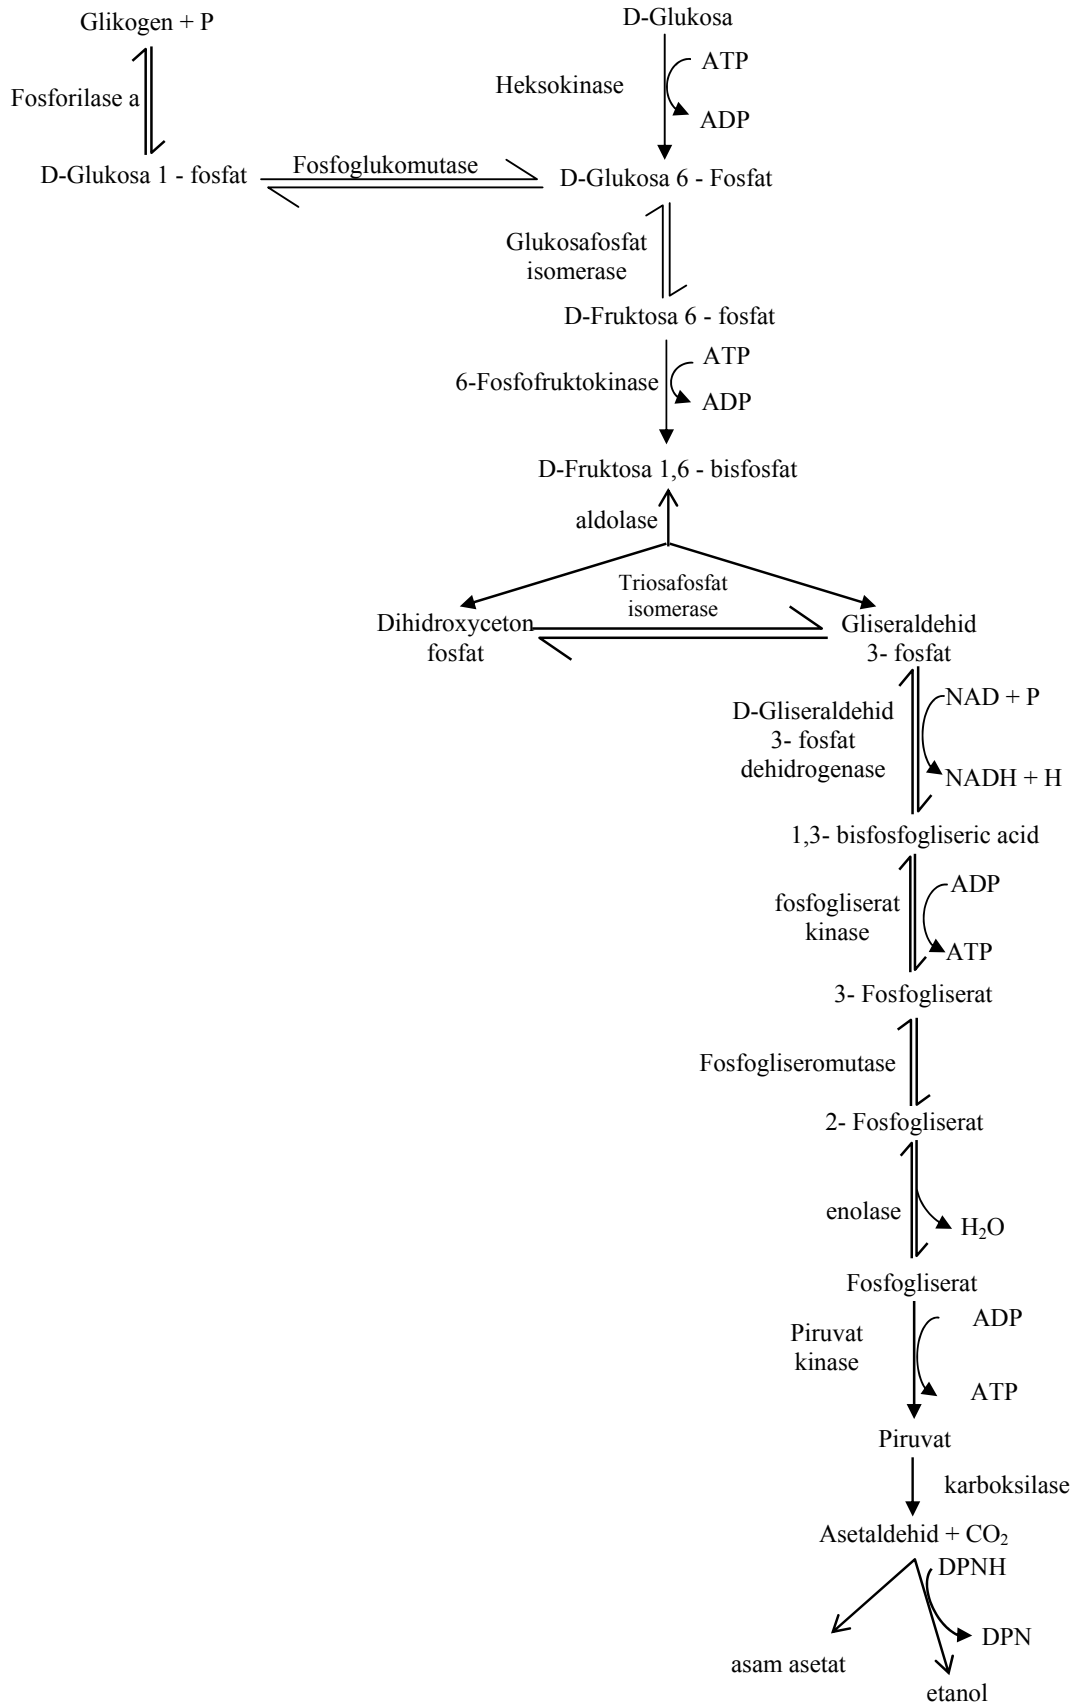 Glikogen + P
D-Glukosa
ATP
Heksokinase
Fosforilase a
ADP
D-Glukosa 1 - fosfat
Fosfoglukomutase
D-Glukosa 6 - Fosfat
Glukosafosfat
isomerase
D-Fruktosa 6 - fosfat
ATP
6-Fosfofruktokinase
ADP
D-Fruktosa 1,6 - bisfosfat
aldolase
Triosafosfat
isomerase
Dihidroxyceton
fosfat
Gliseraldehid
3- fosfat
NAD + P
D-Gliseraldehid
3- fosfat
dehidrogenase
NADH + H
1,3- bisfosfogliseric acid
ADP
fosfogliserat
kinase
ATP
3- Fosfogliserat
Fosfogliseromutase
2- Fosfogliserat
enolase
H₂O
Fosfogliserat
ADP
Piruvat
kinase
ATP
Piruvat
karboksilase
Asetaldehid + CO₂
DPNH
DPN
asam asetat
etanol